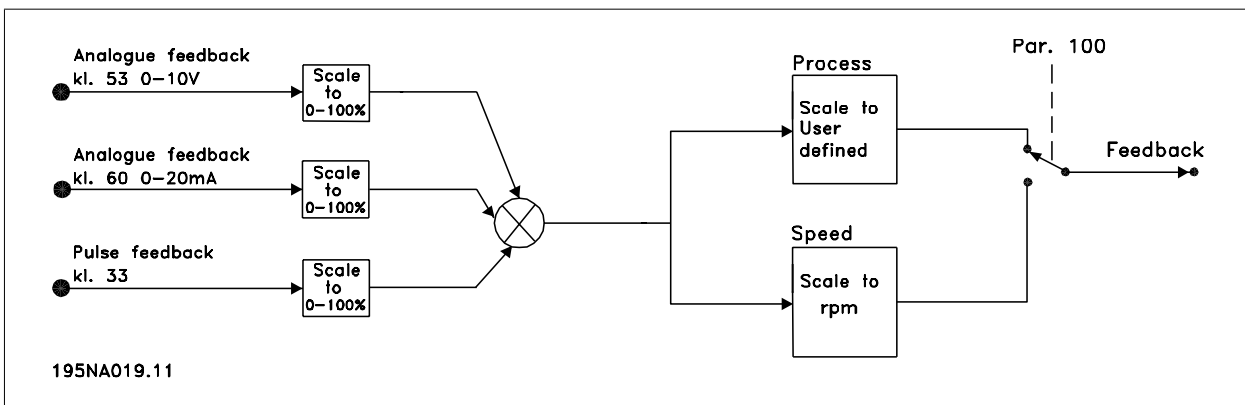 Analogue feedback
kl. 53 0-10V
Scale
to
0-100%
Analogue feedback
kl. 60 0-20mA
Scale
to
0-100%
Pulse feedback
kl. 33
Scale
to
0-100%
Process
Scale to
User
defined
Speed
Scale to
rpm
Par. 100
Feedback
195NA019.11